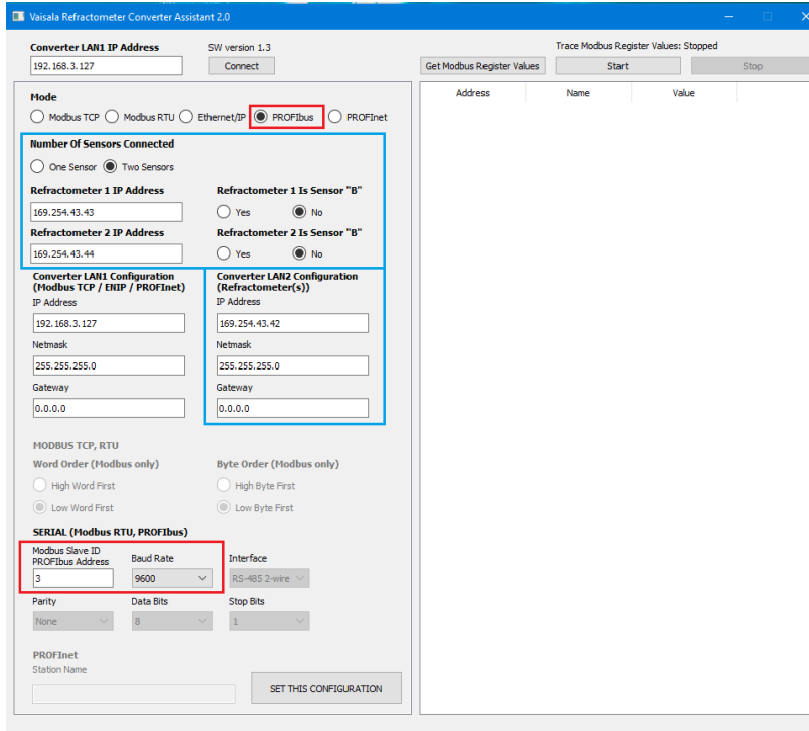 Vaisala Refractometer Converter Assistant 2.0
Converter LAN1 IP Address SW version 1.3 Trace Modbus Register Values: Stopped
192.168.3.127 Connect Get Modbus Register Values Start Stop
Address Name Value
Mode
Modbus TCP Modbus RTU Ethernet/IP PROFIbus PROFInet
Number Of Sensors Connected
One Sensor Two Sensors
Refractometer 1 IP Address Refractometer 1 Is Sensor "B"
169.254.43.43 Yes No
Refractometer 2 IP Address Refractometer 2 Is Sensor "B"
169.254.43.44 Yes No
Converter LAN1 Configuration Converter LAN2 Configuration
(Modbus TCP / ENIP / PROFInet) (Refractometer(s))
IP Address IP Address
192.168.3.127 169.254.43.42
Netmask Netmask
255.255.255.0 255.255.255.0
Gateway Gateway
0.0.0.0 0.0.0.0
MODBUS TCP, RTU
Word Order (Modbus only) Byte Order (Modbus only)
High Word First High Byte First
Low Word First Low Byte First
SERIAL (Modbus RTU, PROFIbus)
Modbus Slave ID
PROFIbus Address Baud Rate Interface
3 9600 RS-485 2-wire
Parity Data Bits Stop Bits
None 8 1
PROFInet
Station Name
SET THIS CONFIGURATION